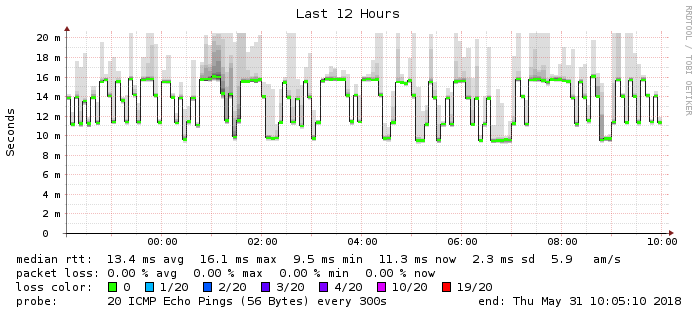 Last 12 Hours
RRDTOOL / TOBI OETIKER
Seconds
20 m
18 m
16 m
14 m
12 m
10 m
8 m
6 m
4 m
2 m
0
00:00 02:00 04:00 06:00 08:00 10:00
median rtt: 13.4 ms avg 16.1 ms max 9.5 ms min 11.3 ms now 2.3 ms sd 5.9 am/s
packet loss: 0.00 % avg 0.00 % max 0.00 % min 0.00 % now
loss color: 0 1/20 2/20 3/20 4/20 10/20 19/20
probe: 20 ICMP Echo Pings (56 Bytes) every 300s end: Thu May 31 10:05:10 2018